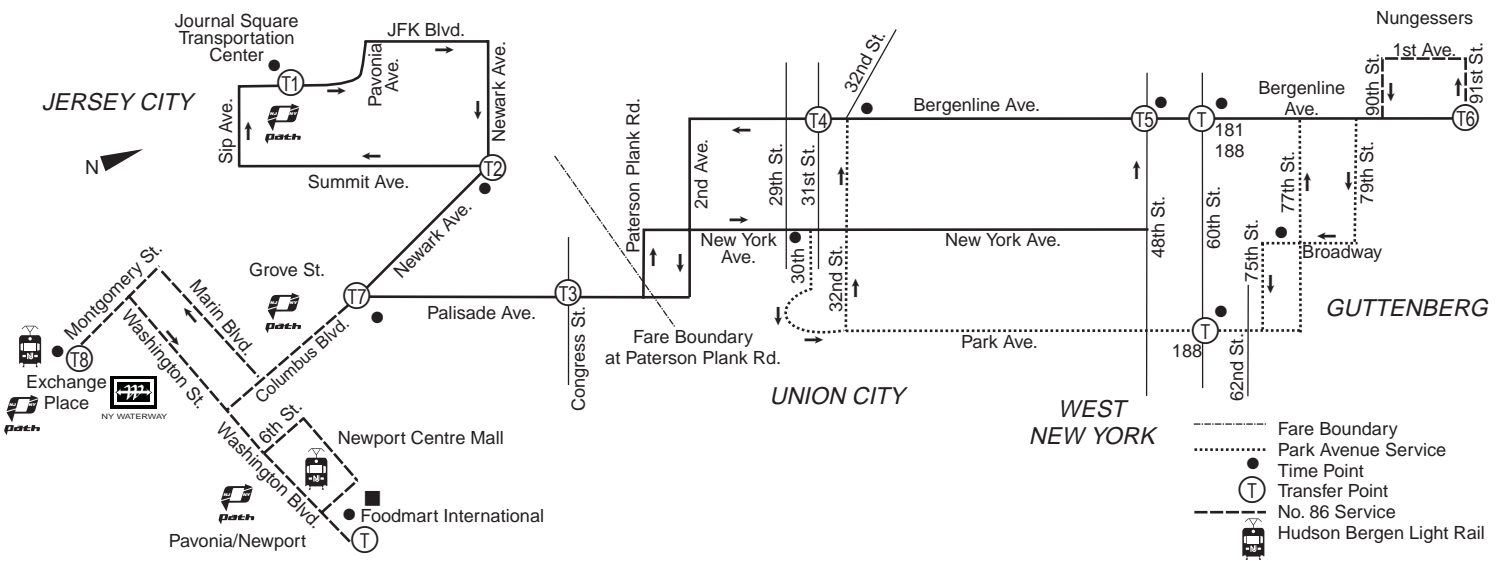 Nungessers
Journal Square
Transportation
Center
JFK Blvd.
Pavonia
Ave.
Newark Ave.
32nd St.
1st Ave.
90th St.
91st St.
JERSEY CITY
T1
path
Sip Ave.
Paterson Plank Rd.
T4
Bergenline Ave.
T5
T
181
188
Bergenline
Ave.
T6
N
Summit Ave.
T2
2nd Ave.
29th St.
31st St.
48th St.
60th St.
77th St.
79th St.
Newark Ave.
New York
Ave.
30th
New York Ave.
75th St.
Broadway
Montgomery St.
Marin Blvd.
Grove St.
path
T7
Palisade Ave.
T3
32nd St.
GUTTENBERG
Washington St.
Columbus Blvd.
Congress St.
Fare Boundary
at Paterson Plank Rd.
Park Ave.
T
188
62nd St.
T8
Exchange
Place
path
NY WATERWAY
UNION CITY
WEST
NEW YORK
6th St.
Newport Centre Mall
Washington Blvd.
path
Foodmart International
Pavonia/Newport
T
Fare Boundary
Park Avenue Service
Time Point
T Transfer Point
No. 86 Service
Hudson Bergen Light Rail